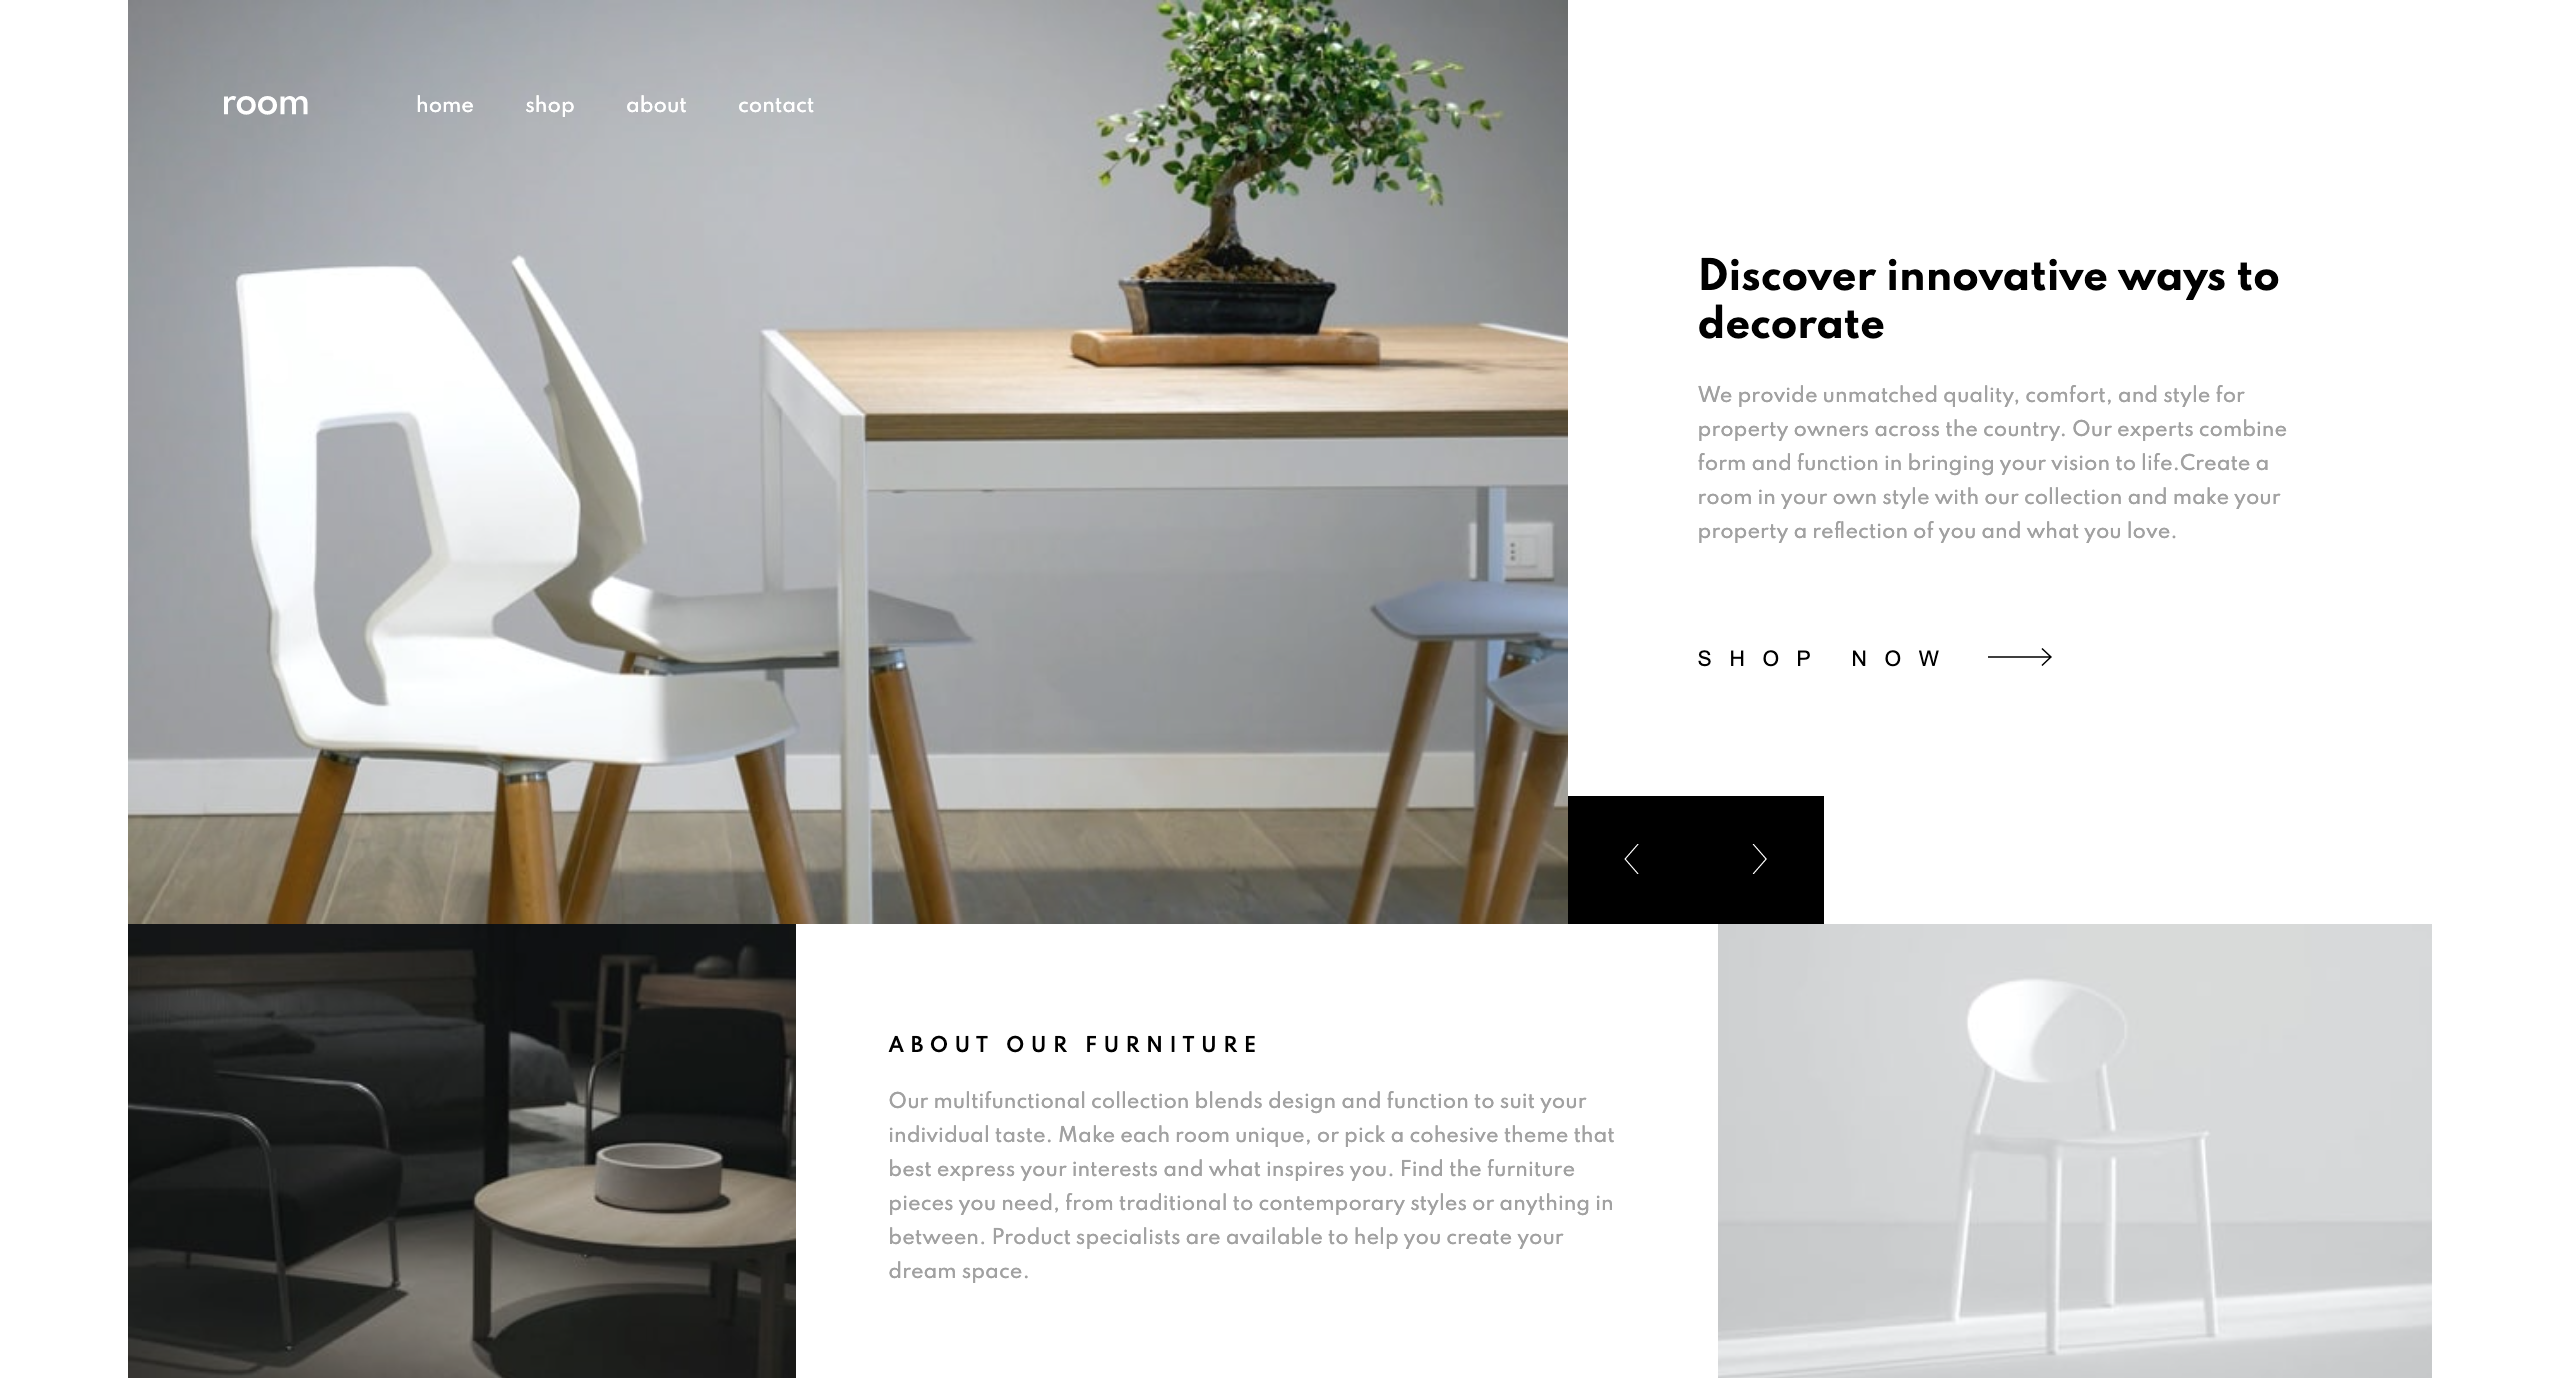 room
home shop about contact
Discover innovative ways to
decorate
We provide unmatched quality, comfort, and style for
property owners across the country. Our experts combine
form and function in bringing your vision to life.Create a
room in your own style with our collection and make your
property a reflection of you and what you love.
SHOP NOW
ABOUT OUR FURNITURE
Our multifunctional collection blends design and function to suit your
individual taste. Make each room unique, or pick a cohesive theme that
best express your interests and what inspires you. Find the furniture
pieces you need, from traditional to contemporary styles or anything in
between. Product specialists are available to help you create your
dream space.